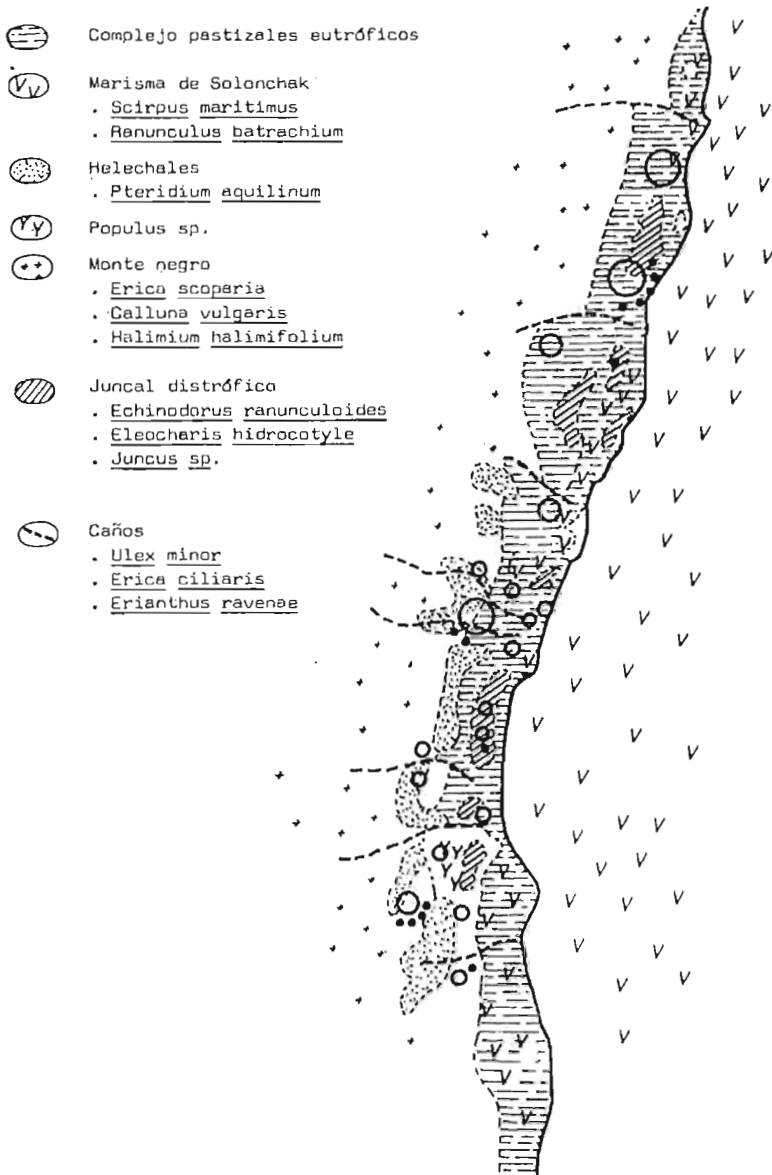 Complejo pastizales eutróficos
Marisma de Solonchak
. Scirpus maritimus
. Ranunculus batrachium
Helechales
. Pteridium aquilinum
Populus sp.
Monte negro
. Erica scoparia
. Calluna vulgaris
. Halimium halimifolium
Juncal distrófico
. Echinodorus ranunculoides
. Eleocharis hidrocotyle
. Juncus sp.
Caños
. Ulex minor
. Erica ciliaris
. Erianthus ravenae